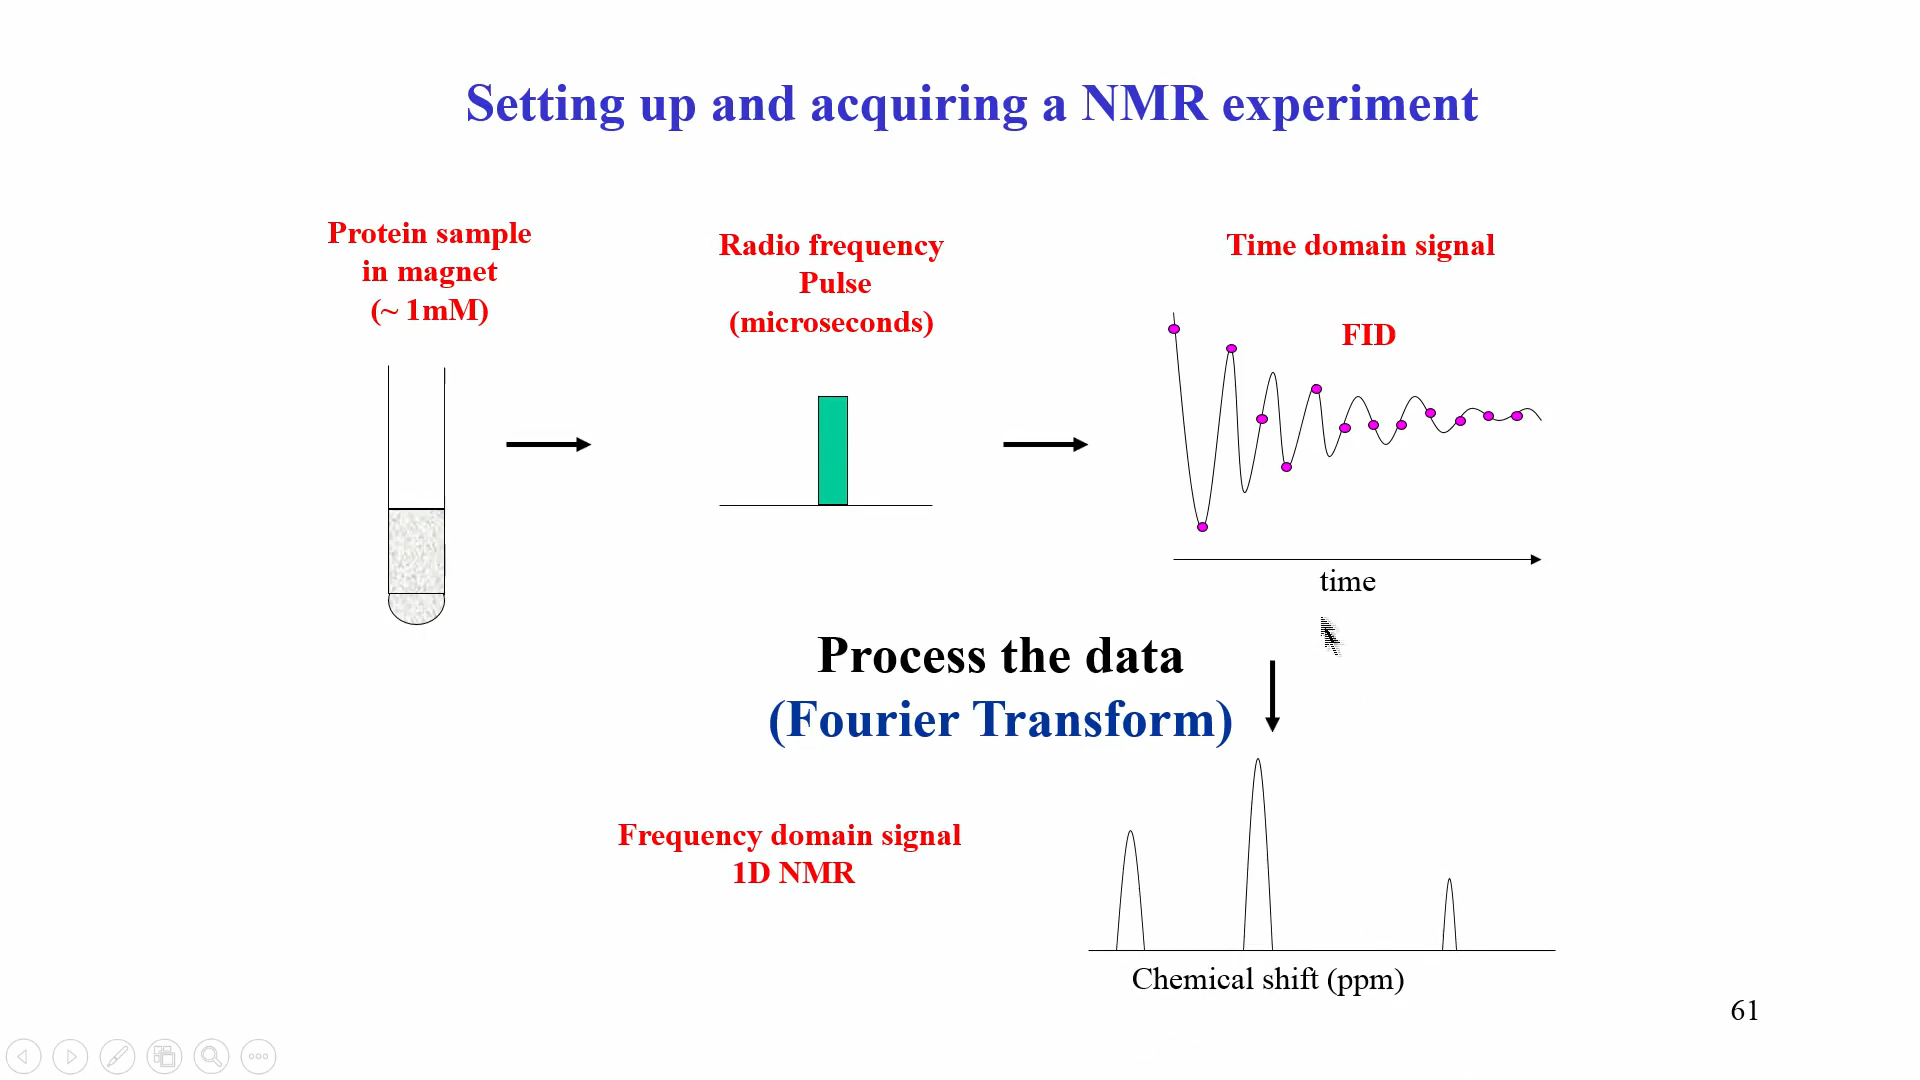 Setting up and acquiring a NMR experiment
Protein sample
in magnet
(~ 1mM)
Radio frequency
Pulse
(microseconds)
Time domain signal
FID
time
Process the data
(Fourier Transform)
Frequency domain signal
1D NMR
Chemical shift (ppm)
61